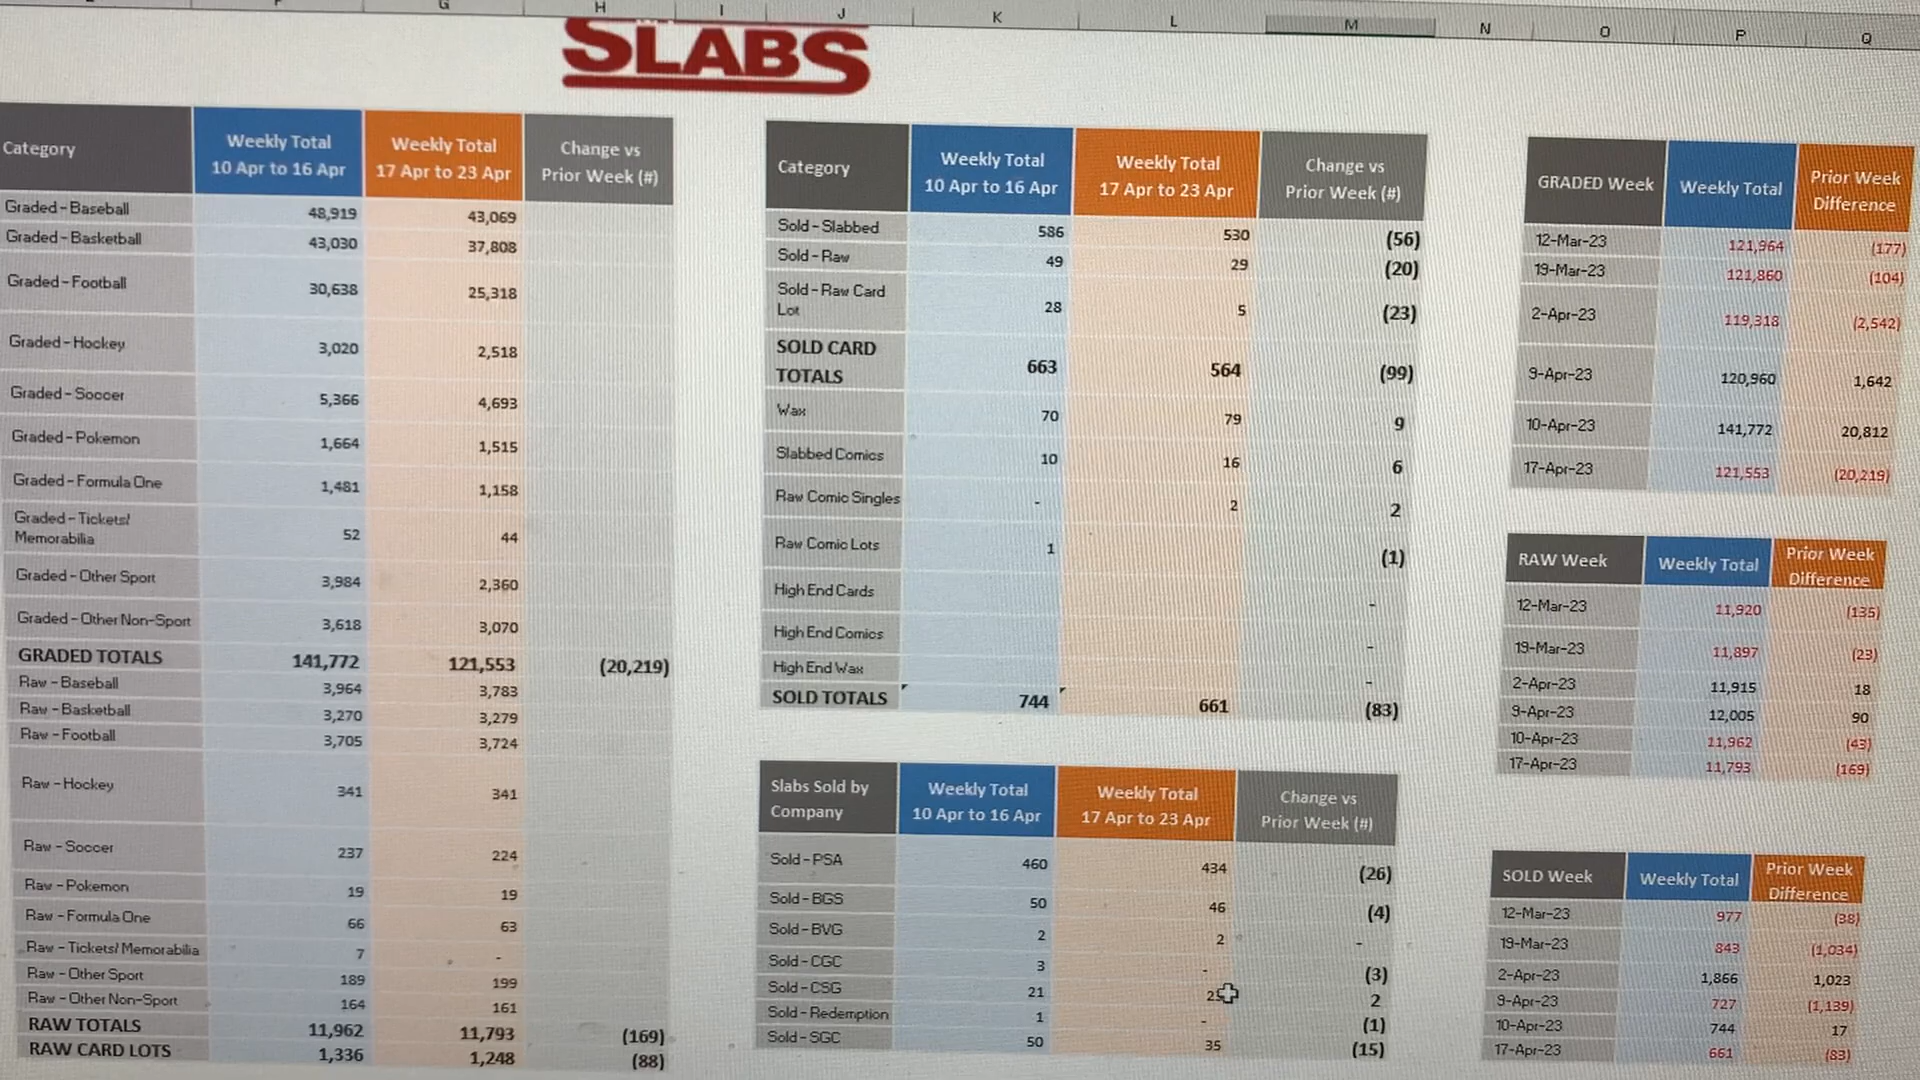 F G H I J K L M N O P Q
SLABS
Category Weekly Total 10 Apr to 16 Apr Weekly Total 17 Apr to 23 Apr Change vs Prior Week (#)
Graded - Baseball 48,919 43,069
Graded - Basketball 43,030 37,808
Graded - Football 30,638 25,318
Graded - Hockey 3,020 2,518
Graded - Soccer 5,366 4,693
Graded - Pokemon 1,664 1,515
Graded - Formula One 1,481 1,158
Graded - Tickets/ Memorabilia 52 44
Graded - Other Sport 3,984 2,360
Graded - Other Non-Sport 3,618 3,070
GRADED TOTALS 141,772 121,553 (20,219)
Raw - Baseball 3,964 3,783
Raw - Basketball 3,270 3,279
Raw - Football 3,705 3,724
Raw - Hockey 341 341
Raw - Soccer 237 224
Raw - Pokemon 19 19
Raw - Formula One 66 63
Raw - Tickets/ Memorabilia 7 -
Raw - Other Sport 189 199
Raw - Other Non-Sport 164 161
RAW TOTALS 11,962 11,793 (169)
RAW CARD LOTS 1,336 1,248 (88)
Category Weekly Total 10 Apr to 16 Apr Weekly Total 17 Apr to 23 Apr Change vs Prior Week (#)
Sold - Slabbed 586 530 (56)
Sold - Raw 49 29 (20)
Sold - Raw Card Lot 28 5 (23)
SOLD CARD TOTALS 663 564 (99)
Wax 70 79 9
Slabbed Comics 10 16 6
Raw Comic Singles - 2 2
Raw Comic Lots 1 (1)
High End Cards -
High End Comics -
High End Wax -
SOLD TOTALS 744 661 (83)
Slabs Sold by Company Weekly Total 10 Apr to 16 Apr Weekly Total 17 Apr to 23 Apr Change vs Prior Week (#)
Sold - PSA 460 434 (26)
Sold - BGS 50 46 (4)
Sold - BVG 2 2 -
Sold - CGC 3 - (3)
Sold - CSG 21 2
Sold - Redemption 1 - (1)
Sold - SGC 50 35 (15)
GRADED Week Weekly Total Prior Week Difference
12-Mar-23 121,964 (177)
19-Mar-23 121,860 (104)
2-Apr-23 119,318 (2,542)
9-Apr-23 120,960 1,642
10-Apr-23 141,772 20,812
17-Apr-23 121,553 (20,219)
RAW Week Weekly Total Prior Week Difference
12-Mar-23 11,920 (135)
19-Mar-23 11,897 (23)
2-Apr-23 11,915 18
9-Apr-23 12,005 90
10-Apr-23 11,962 (43)
17-Apr-23 11,793 (169)
SOLD Week Weekly Total Prior Week Difference
12-Mar-23 977 (38)
19-Mar-23 843 (1,034)
2-Apr-23 1,866 1,023
9-Apr-23 727 (1,139)
10-Apr-23 744 17
17-Apr-23 661 (83)